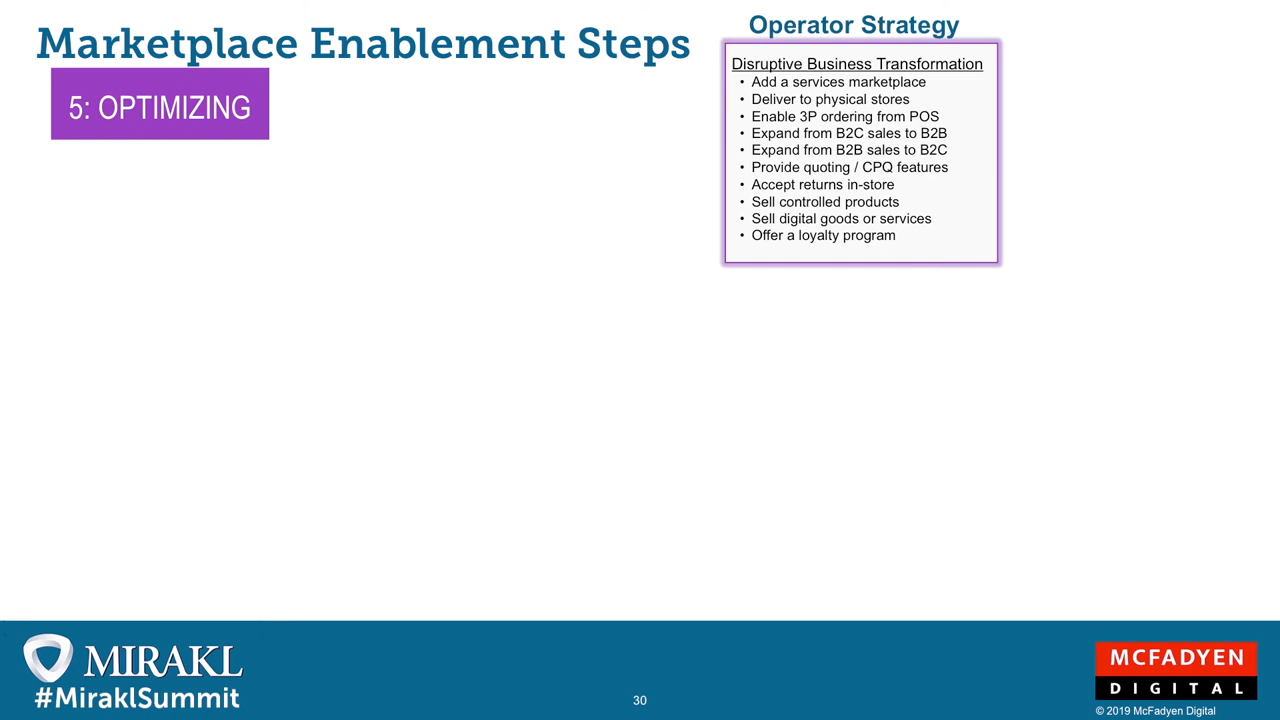 Marketplace Enablement Steps
5: OPTIMIZING
Operator Strategy
Disruptive Business Transformation
• Add a services marketplace
• Deliver to physical stores
• Enable 3P ordering from POS
• Expand from B2C sales to B2B
• Expand from B2B sales to B2C
• Provide quoting / CPQ features
• Accept returns in-store
• Sell controlled products
• Sell digital goods or services
• Offer a loyalty program
MIRAKL
#MiraklSummit
30
MCFADYEN
DIGITAL
© 2019 McFadyen Digital